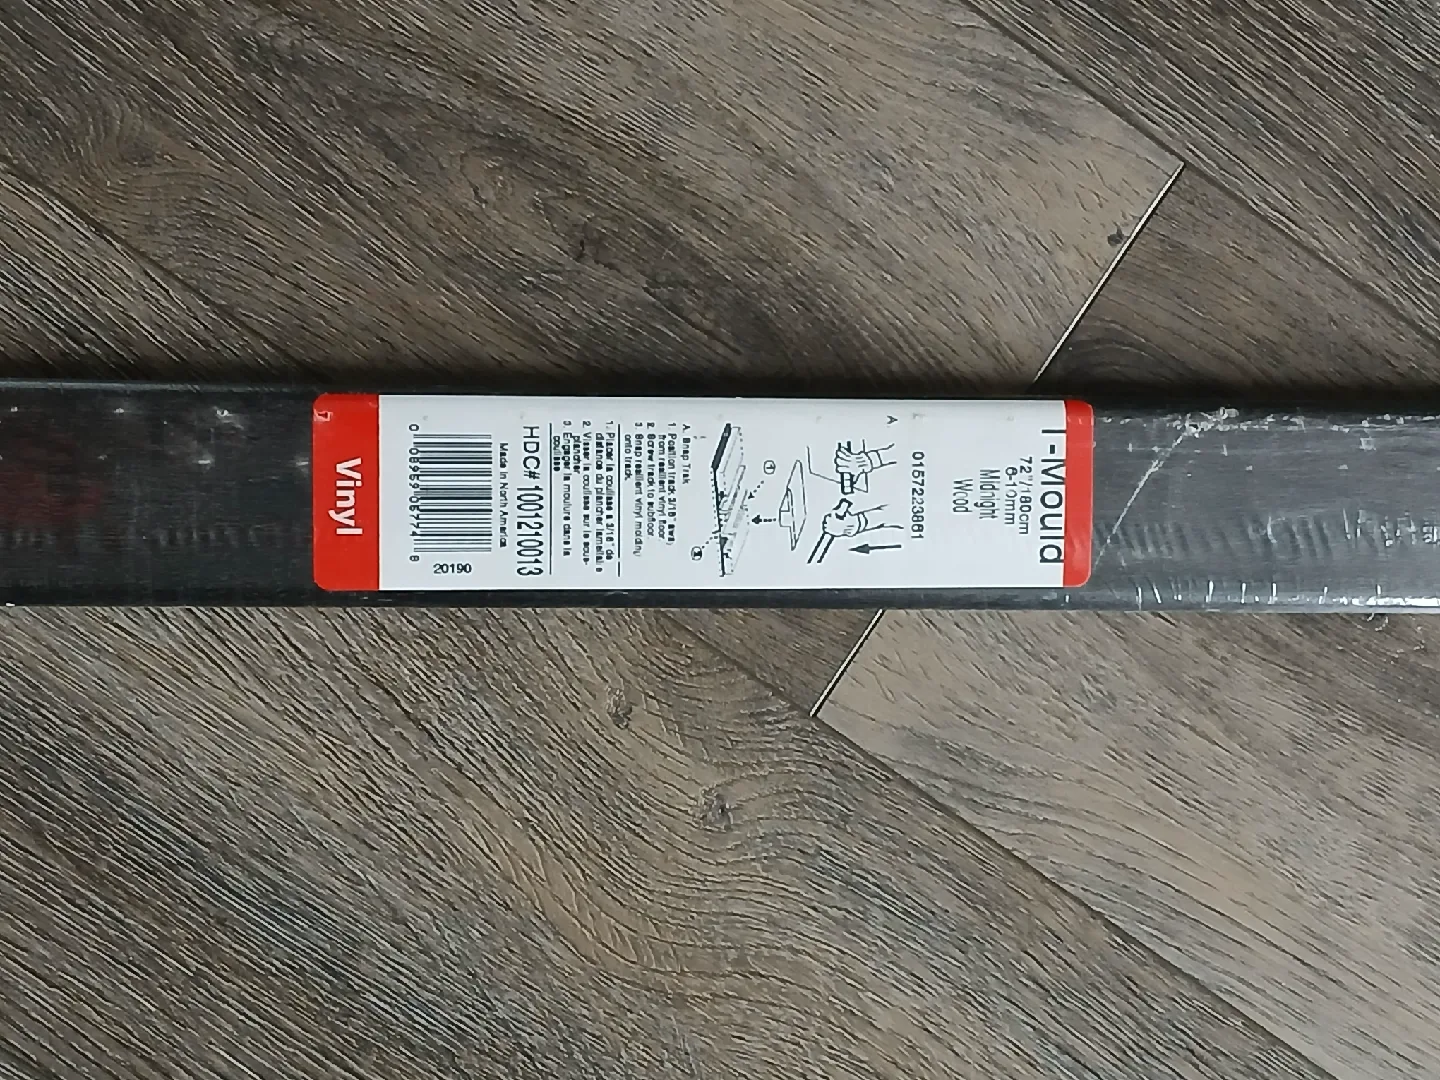 T-Mould
72"/180cm
6-10mm
Midnight
Wood
0157223881
A
A. Snap Track
1. Position track 3/16" away
from resilient vinyl floor
2. Screw track to subfloor
3. Snap resilient vinyl molding
onto track.
1. Placer la coulisse à 3/16" de
distance du plancher lamellaire
2. Visser la coulisse sur le sous-
plancher
3. Engager la moulure dans la
coulisse
HDC# 1001210013
Made in North America
20190
Vinyl